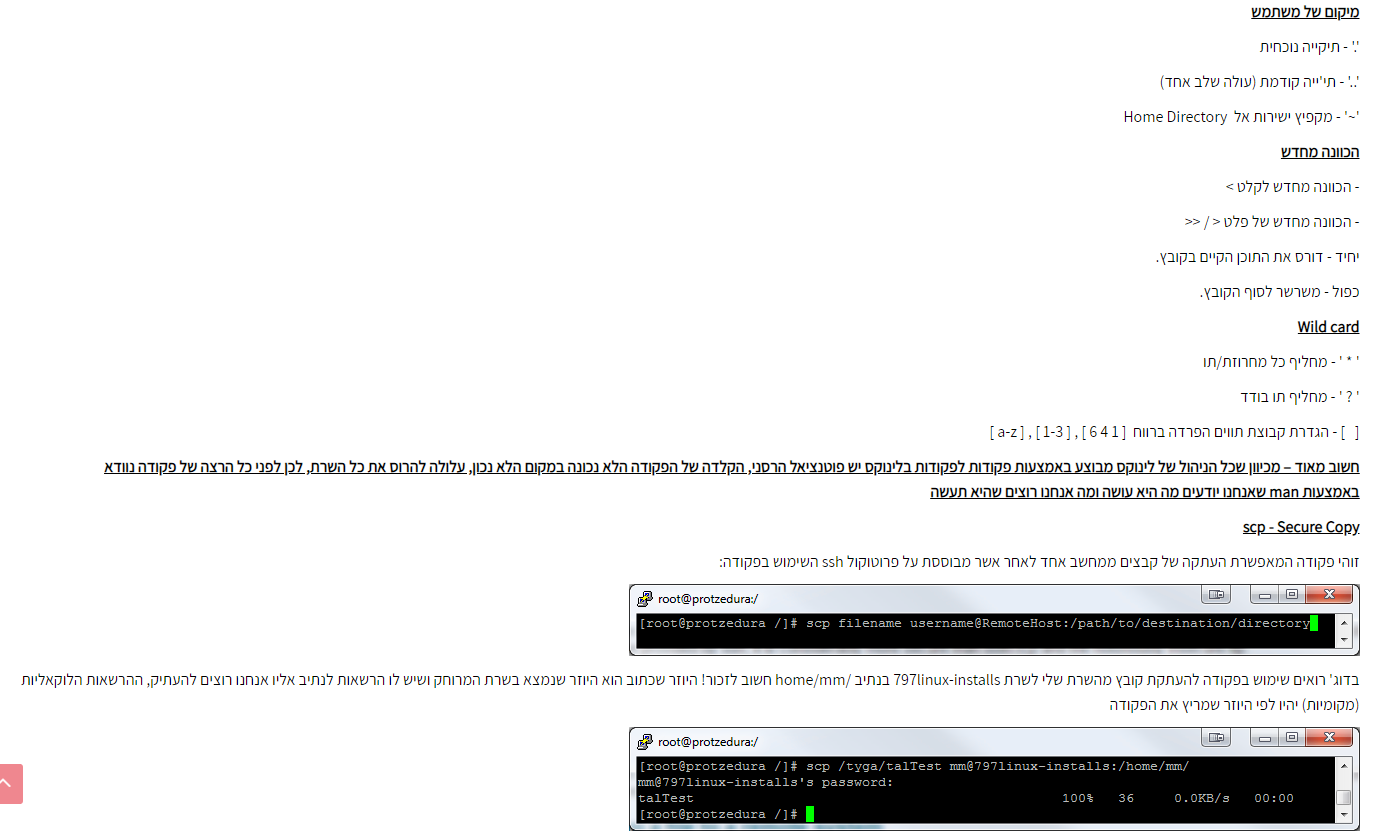 מיקום של משתמש
'.' - תיקייה נוכחית
'..' - תי'ייה קודמת (עולה שלב אחד)
'~' - מקפיץ ישירות אל Home Directory
הכוונה מחדש
- הכוונה מחדש לקלט >
- הכוונה מחדש של פלט < / <<
יחיד - דורס את התוכן הקיים בקובץ.
כפול - משרשר לסוף הקובץ.
Wild card
' * ' - מחליף כל מחרוזת/תו
' ? ' - מחליף תו בודד
[ ] - הגדרת קבוצת תווים הפרדה ברווח [ 6 4 1 ] , [ 1-3 ] , [ a-z ]
חשוב מאוד – מכיוון שכל הניהול של לינוקס מבוצע באמצעות פקודות לפקודות בלינוקס יש פוטנציאל הרסני, הקלדה של הפקודה הלא נכונה במקום הלא נכון, עלולה להרוס את כל השרת, לכן לפני כל הרצה של פקודה נוודא
באמצעות man שאנחנו יודעים מה היא עושה ומה אנחנו רוצים שהיא תעשה
scp - Secure Copy
זוהי פקודה המאפשרת העתקה של קבצים ממחשב אחד לאחר אשר מבוססת על פרוטוקול ssh השימוש בפקודה:
root@protzedura:/
[root@protzedura /]# scp filename username@RemoteHost:/path/to/destination/directory
בדוג' רואים שימוש בפקודה להעתקת קובץ מהשרת שלי לשרת 797linux-installs בנתיב /home/mm חשוב לזכור! היוזר שכתוב הוא היוזר שנמצא בשרת המרוחק ושיש לו הרשאות לנתיב אליו אנחנו רוצים להעתיק, ההרשאות הלוקאליות
(מקומיות) יהיו לפי היוזר שמריץ את הפקודה
root@protzedura:/
[root@protzedura /]# scp /tyga/talTest mm@797linux-installs:/home/mm/
mm@797linux-installs's password:
talTest 100% 36 0.0KB/s 00:00
[root@protzedura /]#